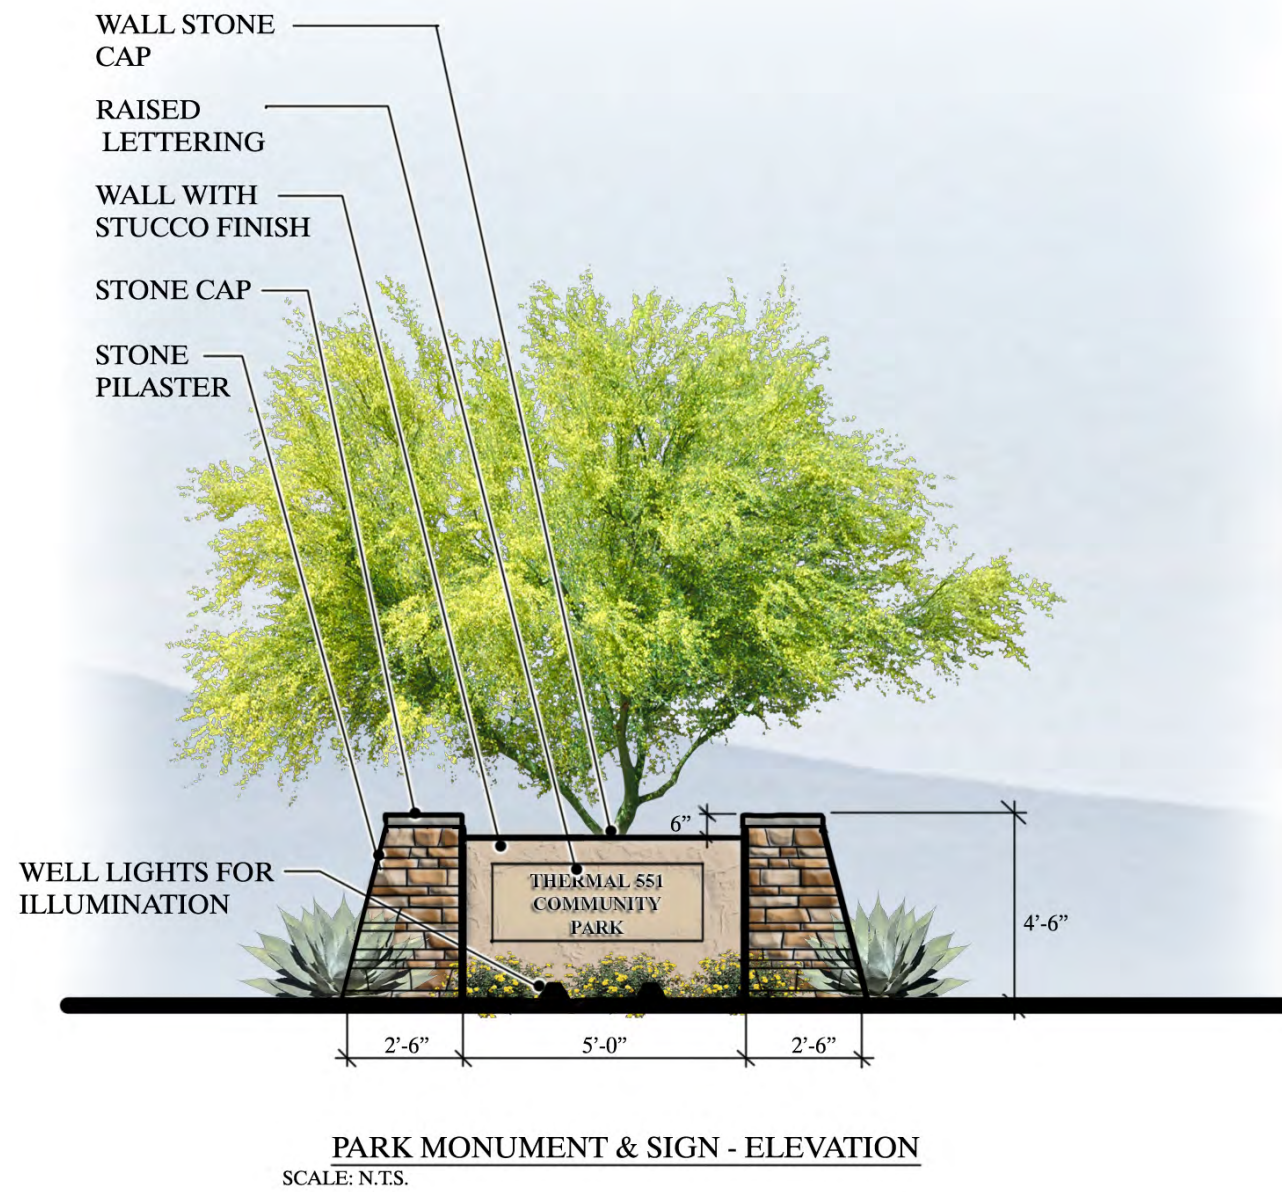 WALL STONE
CAP
RAISED
LETTERING
WALL WITH
STUCCO FINISH
STONE CAP
STONE
PILASTER
6”
WELL LIGHTS FOR
ILLUMINATION
THERMAL 551
COMMUNITY
PARK
4’-6”
2’-6”
5’-0”
2’-6”
PARK MONUMENT & SIGN - ELEVATION
SCALE: N.T.S.